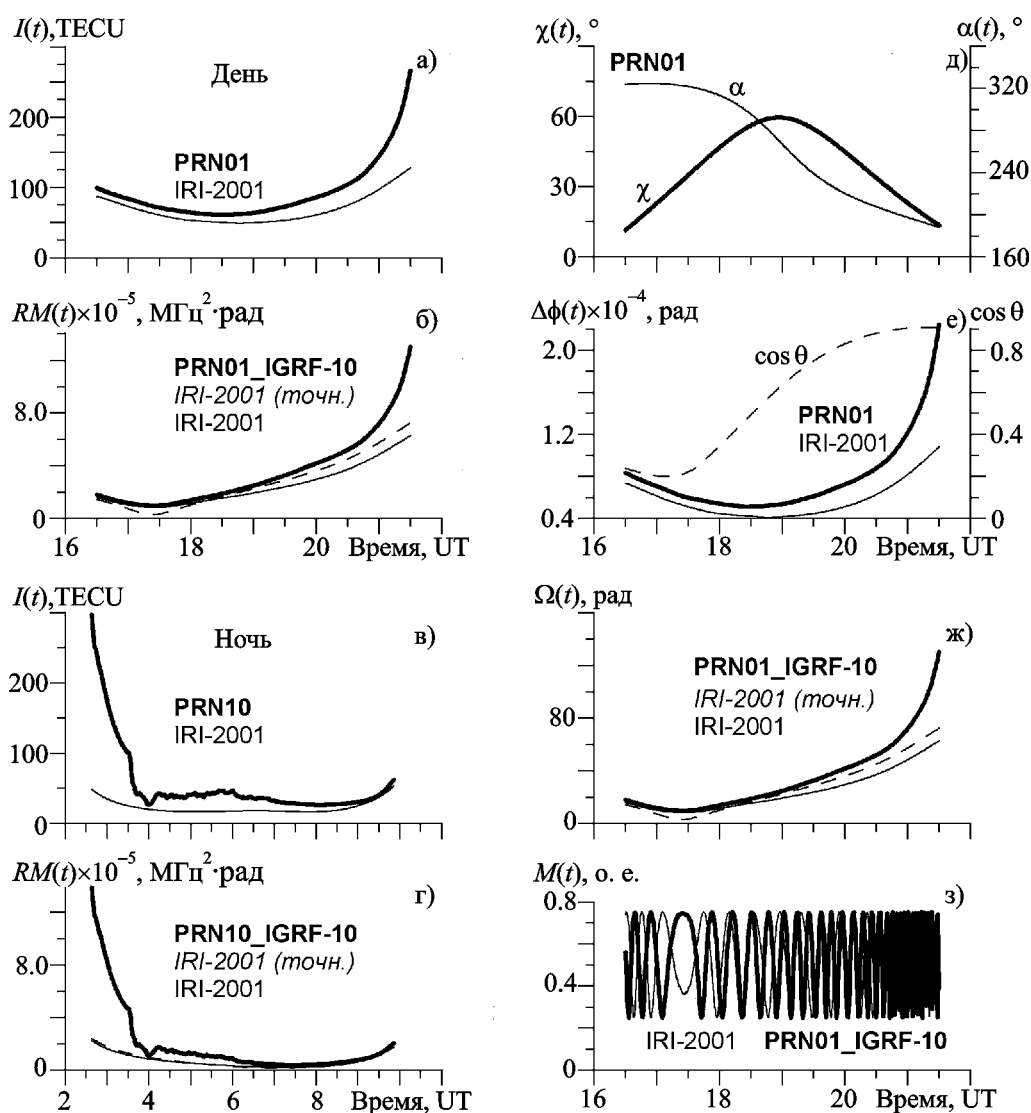 I(t),TECU
а)
День
250
200
PRN01
IRI-2001
100
0
16 18 20 22
χ(t), °
α(t), °
д)
PRN01
α
χ
60
30
0
320
240
160
RM(t)×10⁻⁵, МГц²·рад
б)
PRN01_IGRF-10
IRI-2001 (точн.)
IRI-2001
8.0
0
16 18 20 Время, UT
Δϕ(t)×10⁻⁴, рад
cos θ
е)
cos θ
PRN01
IRI-2001
2.0
1.2
0.4
0.8
0.4
0
16 18 20 Время, UT
I(t),TECU
в)
Ночь
PRN10
IRI-2001
200
100
0
Ω(t), рад
ж)
PRN01_IGRF-10
IRI-2001 (точн.)
IRI-2001
80
0
RM(t)×10⁻⁵, МГц²·рад
г)
PRN10_IGRF-10
IRI-2001 (точн.)
IRI-2001
8.0
0
2 4 6 8 Время, UT
M(t), о. е.
з)
0.8
0.4
0
IRI-2001 PRN01_IGRF-10
16 18 20 Время, UT